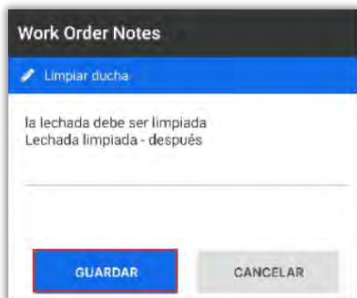 Work Order Notes
Limpiar ducha
la lechada debe ser limpiada
Lechada limpiada - después
GUARDAR
CANCELAR